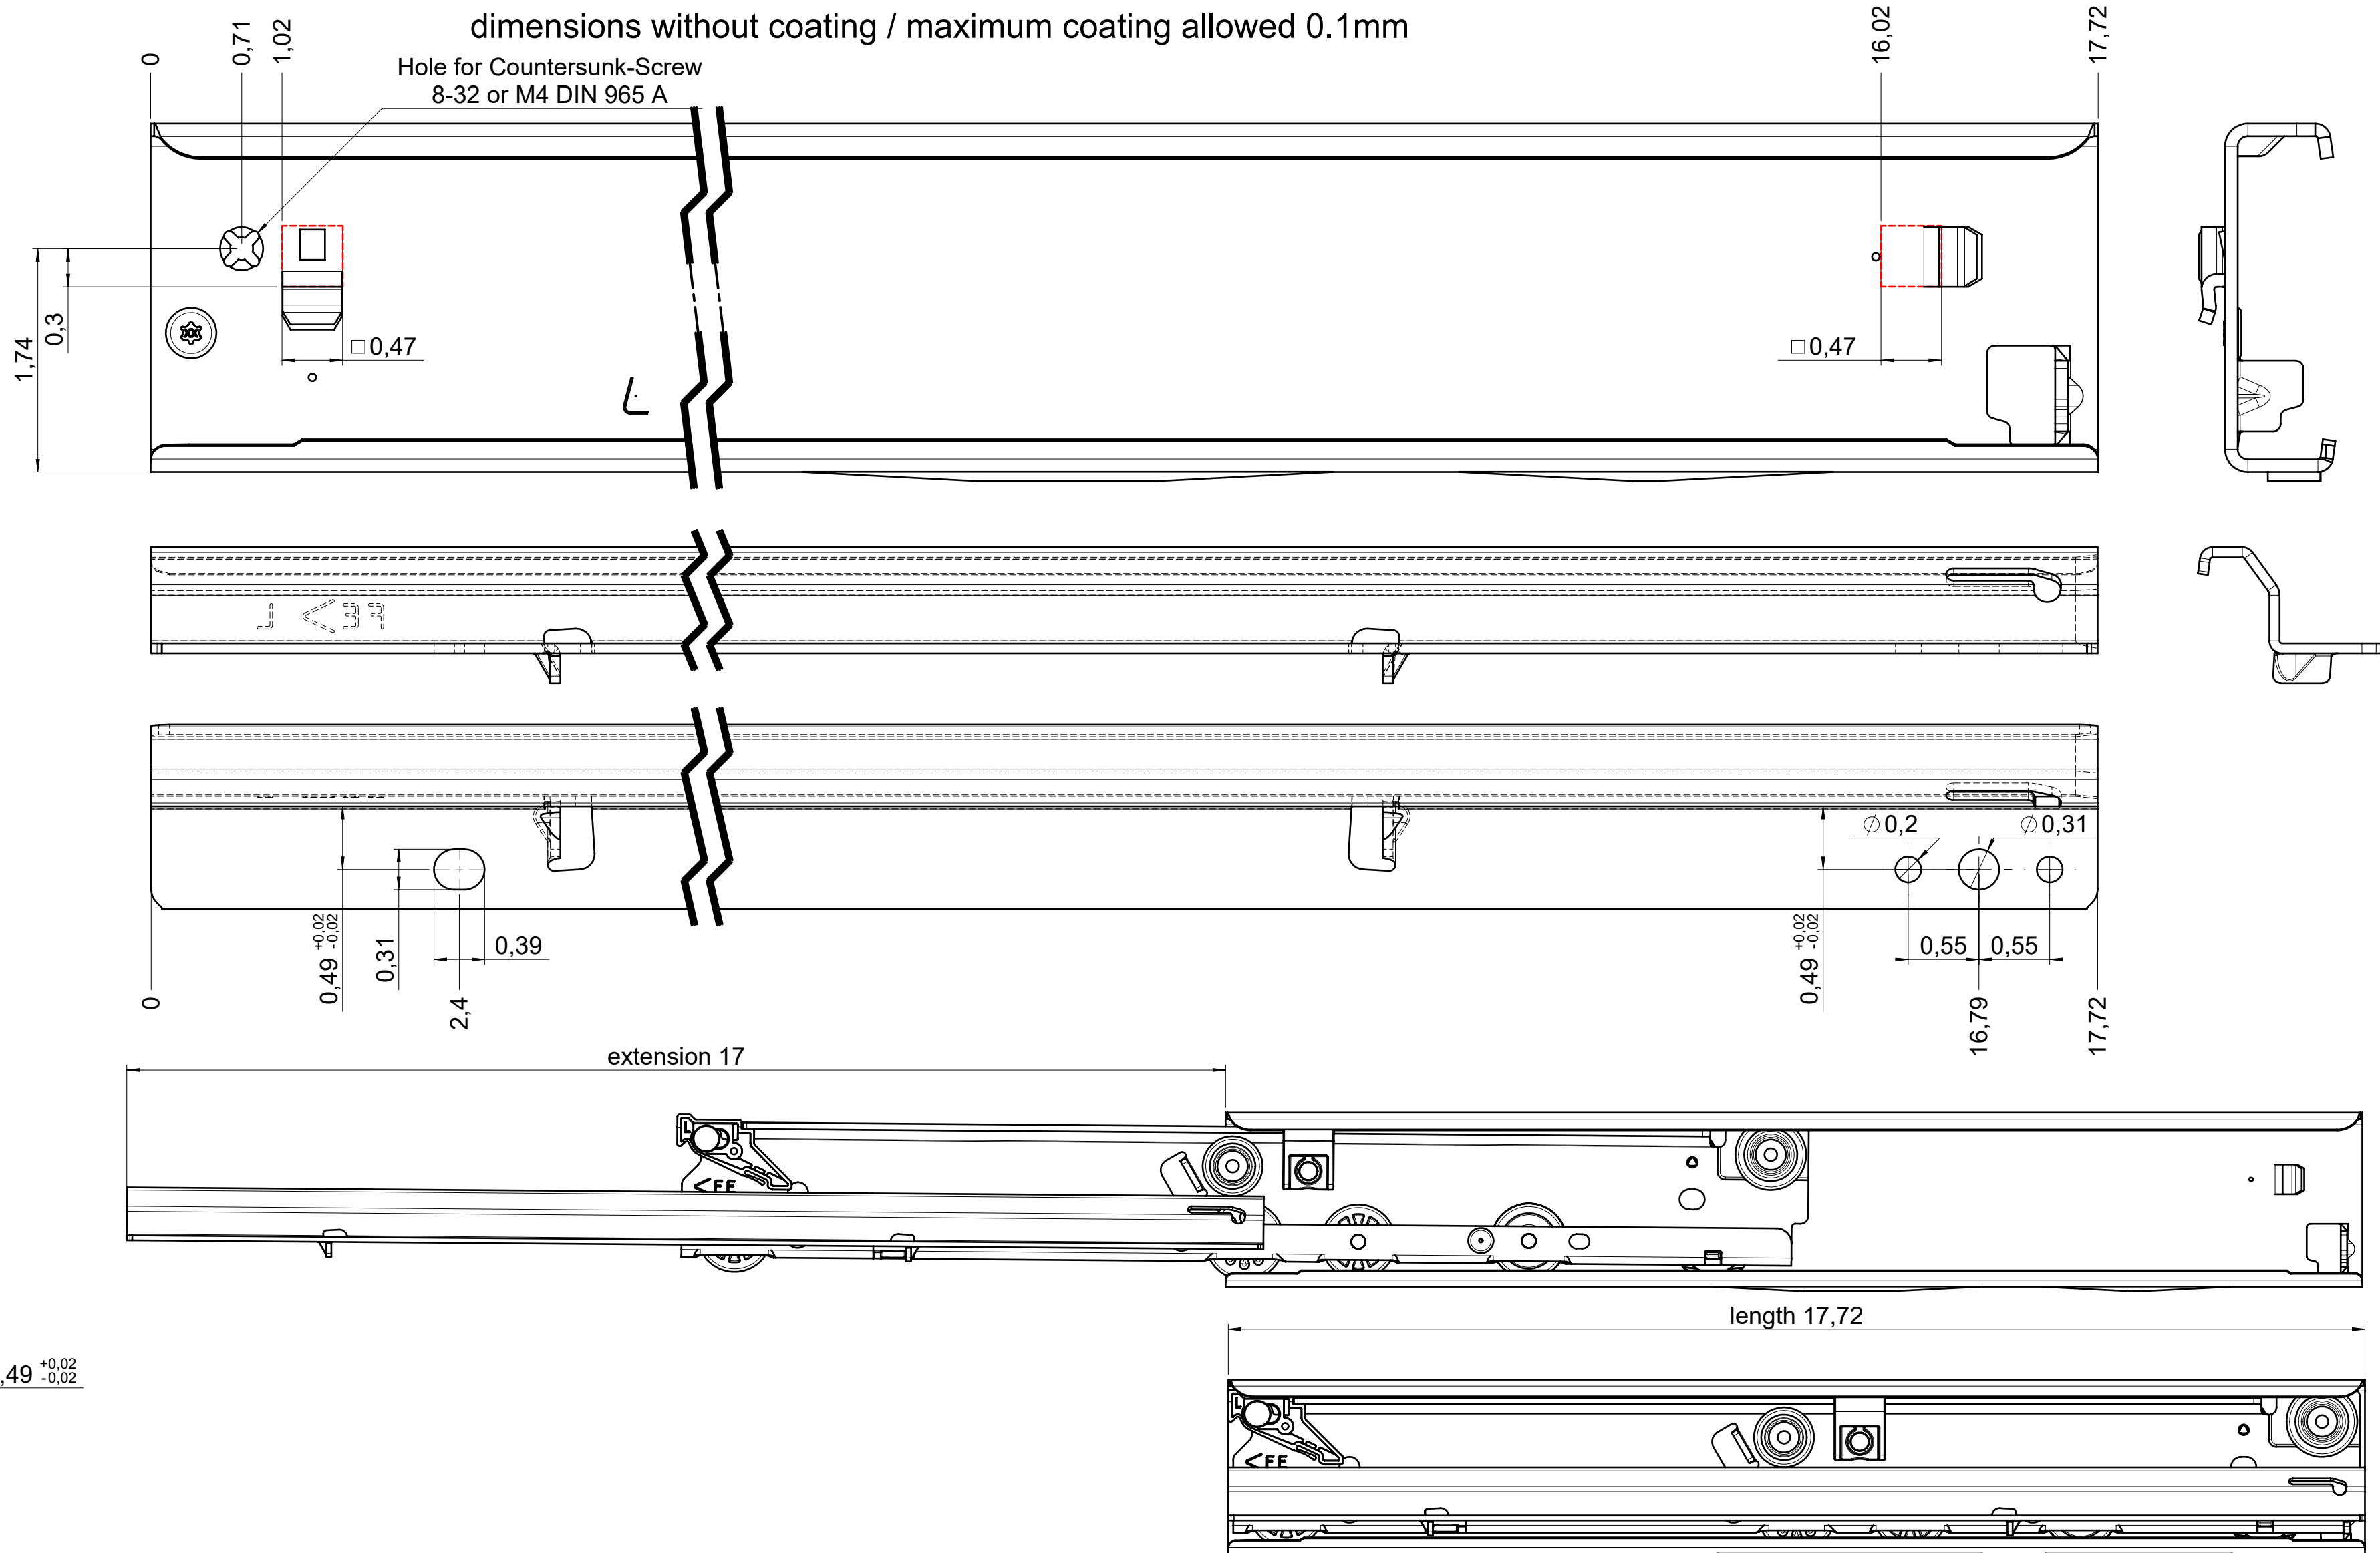 dimensions without coating / maximum coating allowed 0.1mm
0
0,71
1,02
16,02
17,72
Hole for Countersunk-Screw
8-32 or M4 DIN 965 A
1,74
0,3
□0,47
□0,47
L
L <FF
0,49 +0,02 -0,02
0,31
0,39
2,4
0
0,49 +0,02 -0,02
∅0,2
∅0,31
0,55
0,55
16,79
17,72
extension 17
L
<FF
length 17,72
,49 +0,02 -0,02
L
<FF